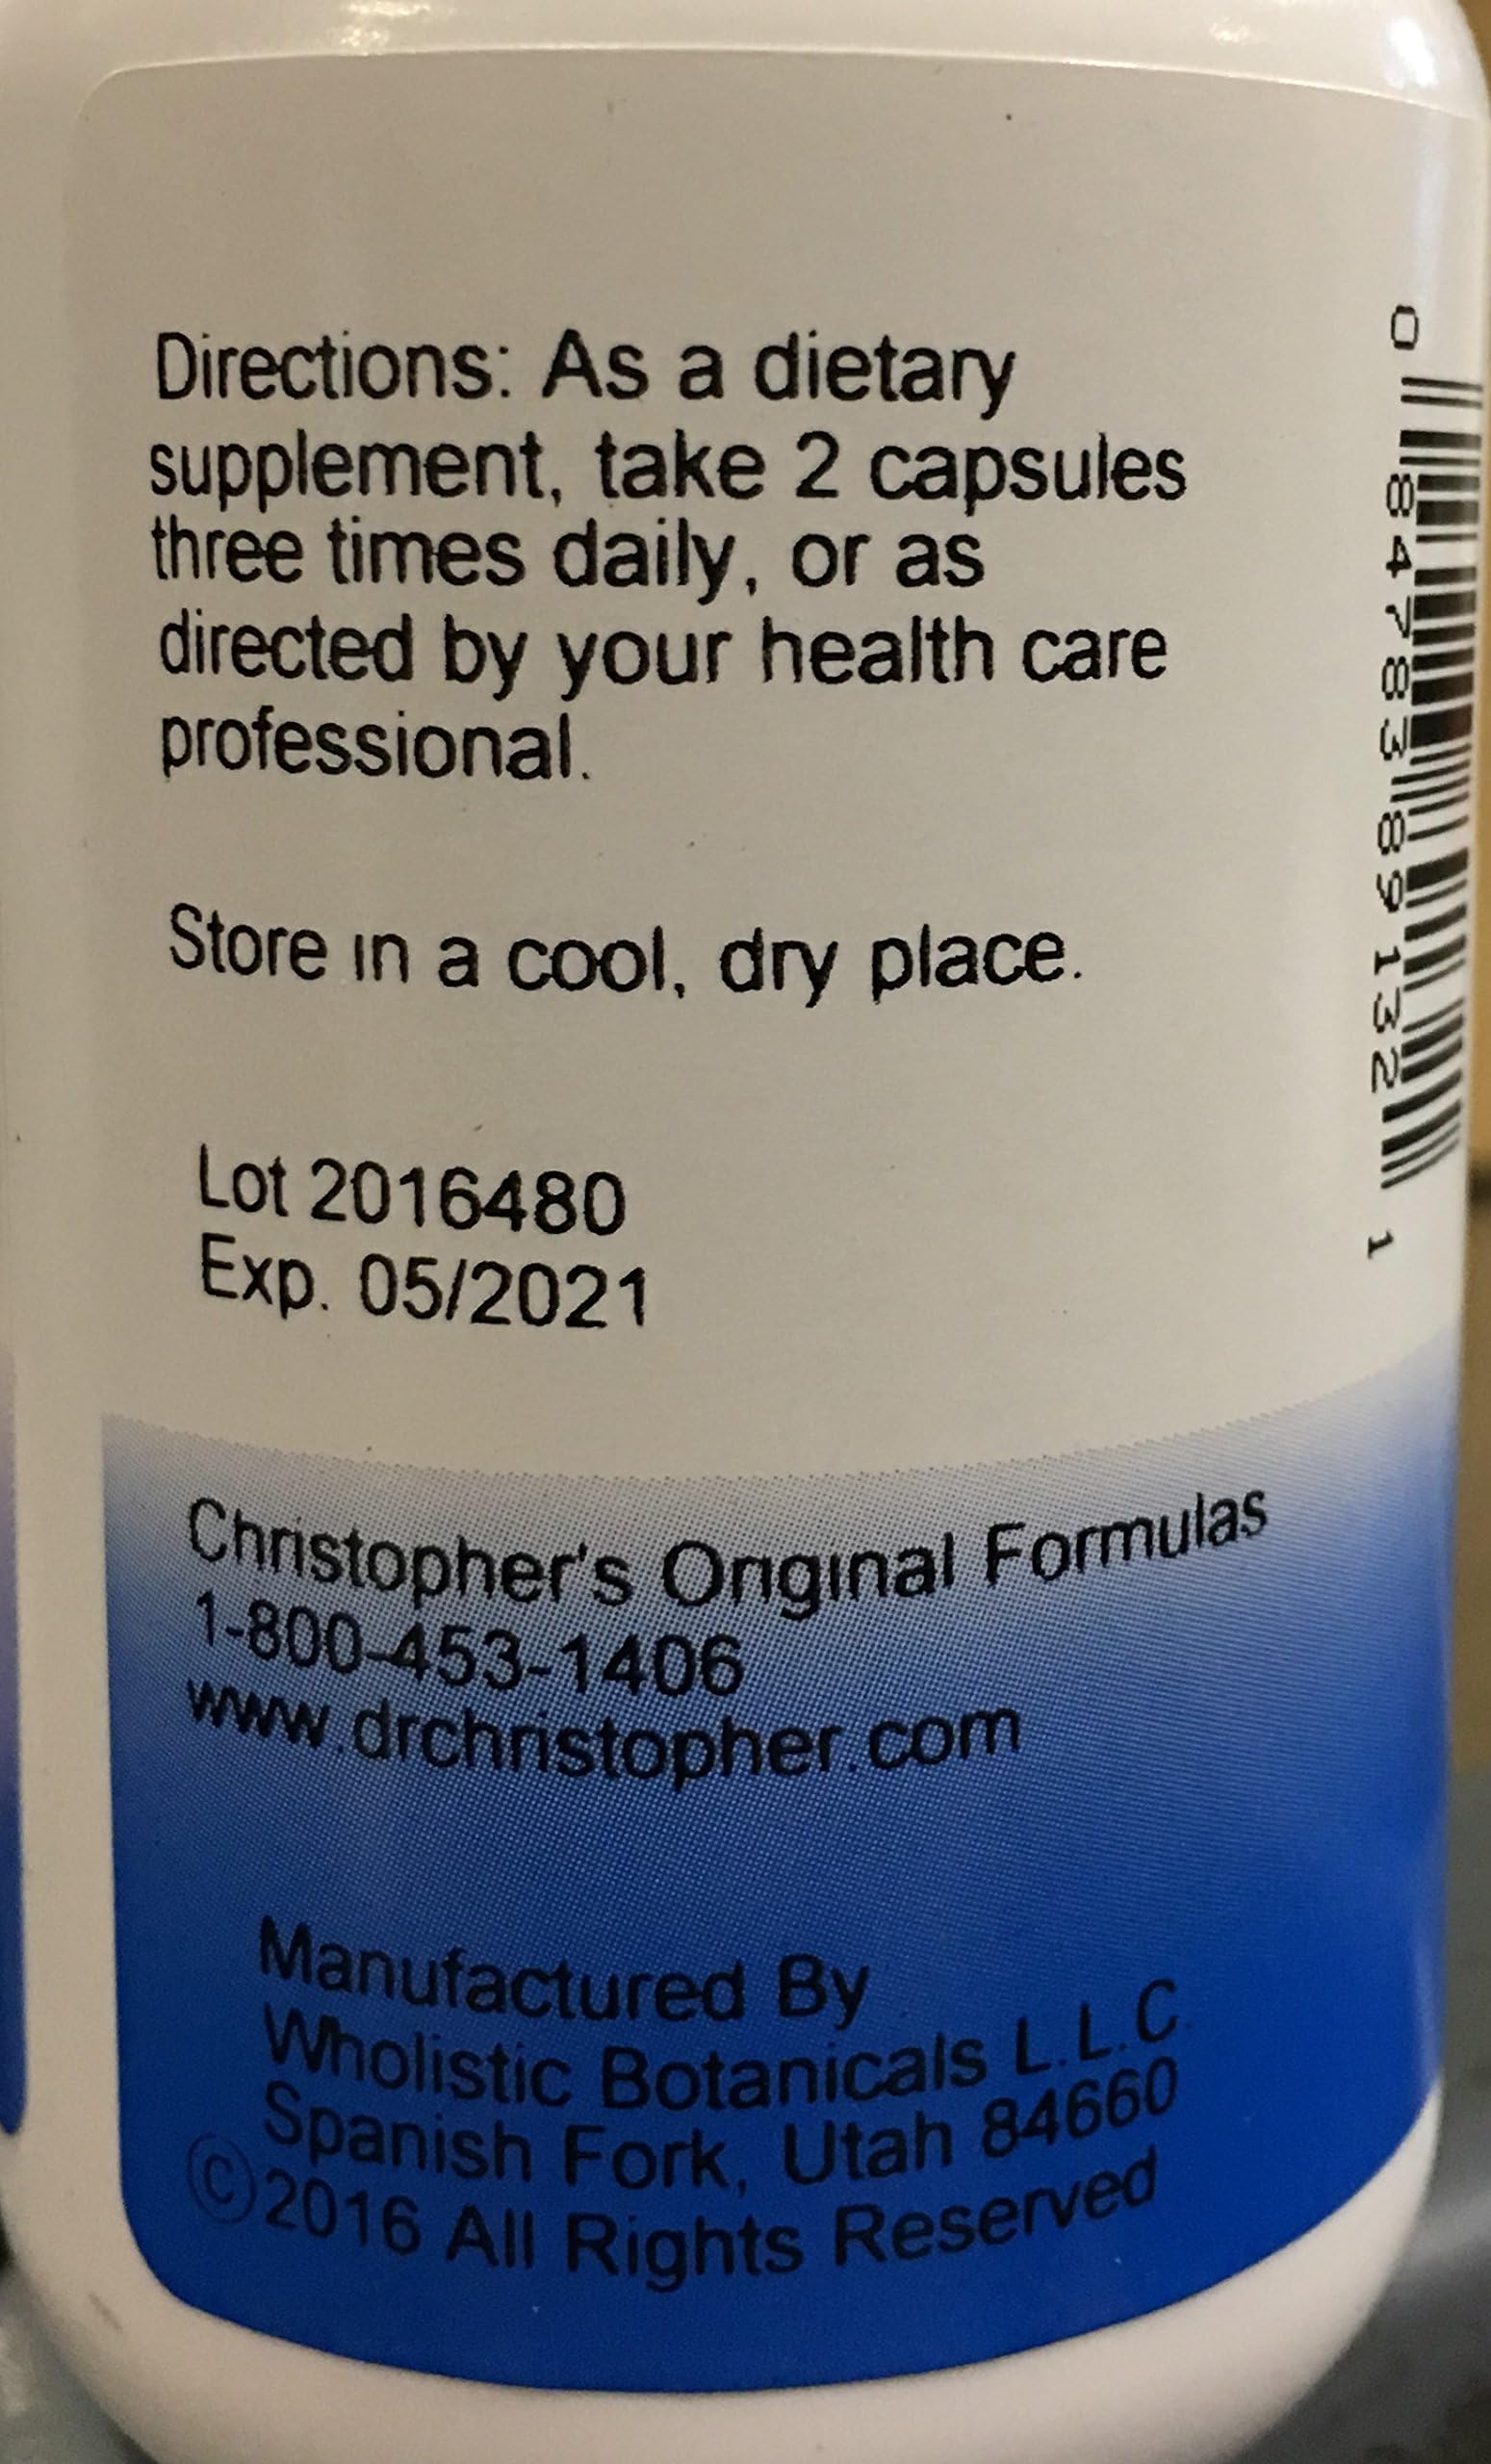 Directions: As a dietary
supplement, take 2 capsules
three times daily, or as
directed by your health care
professional.
Store in a cool, dry place.
Lot 2016480
Exp. 05/2021
Christopher's Original Formulas
1-800-453-1406
www.drchristopher.com
Manufactured By
Wholistic Botanicals L.L.C.
Spanish Fork, Utah 84660
©2016 All Rights Reserved
0 84783 89132 1